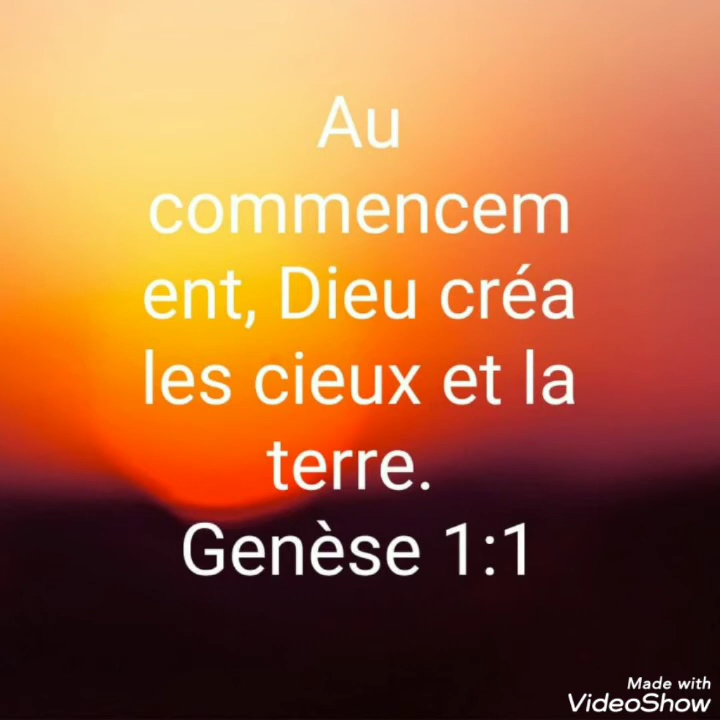 Au
commencem
ent, Dieu créa
les cieux et la
terre.
Genèse 1:1
Made with
VideoShow